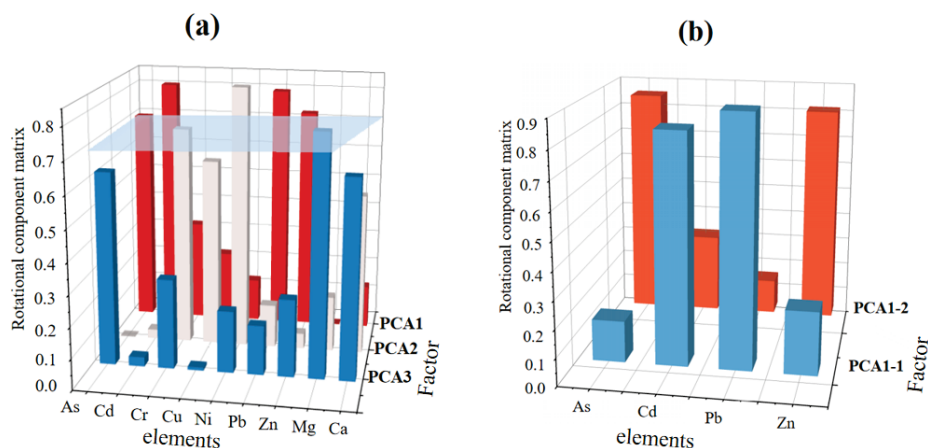 (a)
Rotational component matrix
0.8
0.7
0.6
0.5
0.4
0.3
0.2
0.1
0.0
As Cd Cr Cu Ni Pb Zn Mg Ca
elements
PCA1
PCA2
PCA3
Factor
(b)
Rotational component matrix
0.9
0.8
0.7
0.6
0.5
0.4
0.3
0.2
0.1
0.0
As Cd Pb Zn
elements
PCA1-2
PCA1-1
Factor